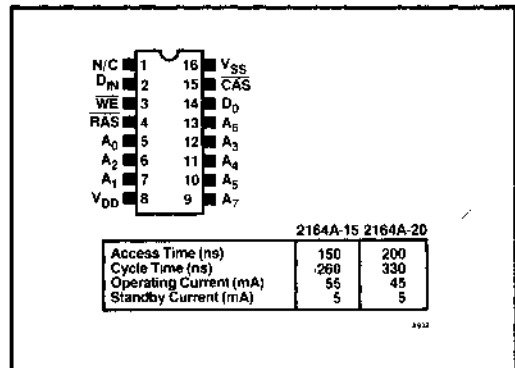 N/C 1 16 VSS
DIN 2 15 CAS
WE 3 14 D0
RAS 4 13 A6
A0 5 12 A3
A2 6 11 A4
A1 7 10 A5
VDD 8 9 A7
2164A-15 2164A-20
Access Time (ns) 150 200
Cycle Time (ns) 260 330
Operating Current (mA) 55 45
Standby Current (mA) 5 5